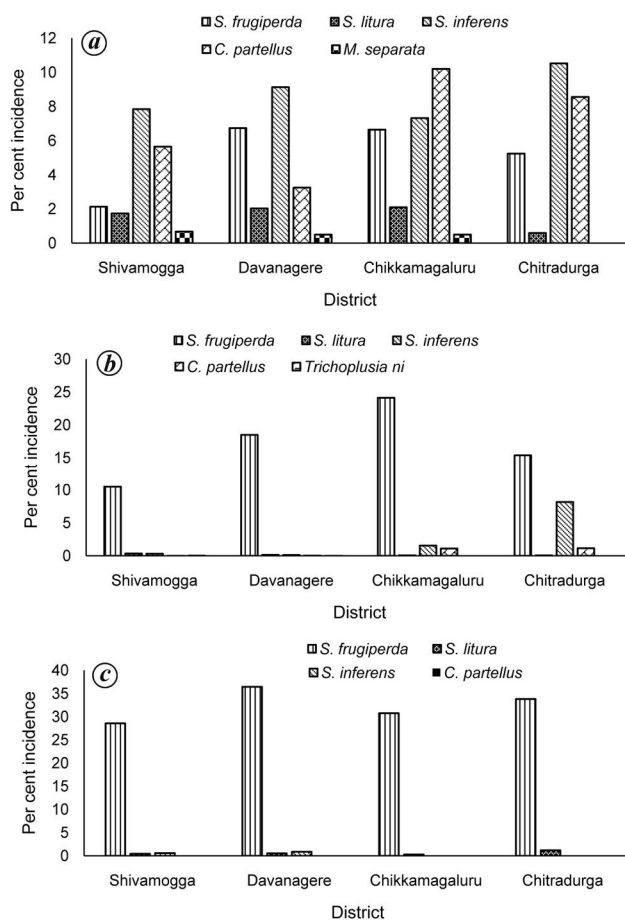 a
S. frugiperda S. litura S. inferens
C. partellus M. separata
Per cent incidence
12
10
8
6
4
2
0
Shivamogga Davanagere Chikkamagaluru Chitradurga
District
b
S. frugiperda S. litura S. inferens
C. partellus Trichoplusia ni
Per cent incidence
30
25
20
15
10
5
0
Shivamogga Davanagere Chikkamagaluru Chitradurga
District
c
S. frugiperda S. litura
S. inferens C. partellus
Per cent incidence
40
35
30
25
20
15
10
5
0
Shivamogga Davanagere Chikkamagaluru Chitradurga
District